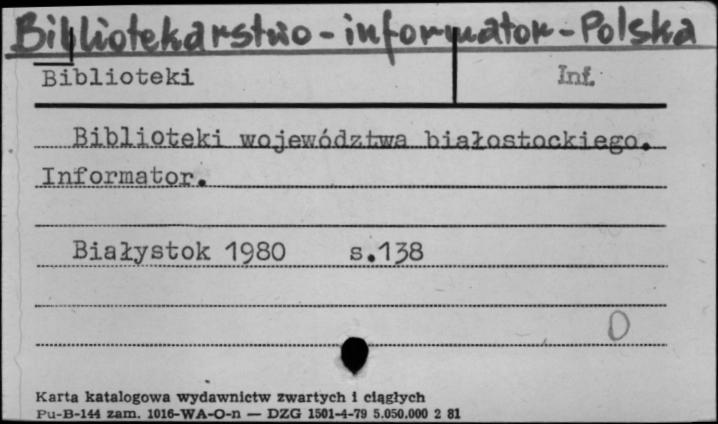 Bibliotekarstwo-informator-Polska
Biblioteki Inf.
Biblioteki województwa białostockiego.
Informator.
Białystok 1980 s.138
0
Karta katalogowa wydawnictw zwartych i ciągłych
Pu-B-144 zam. 1016-WA-O-n — DZG 1501-4-79 5.050.000 2 81